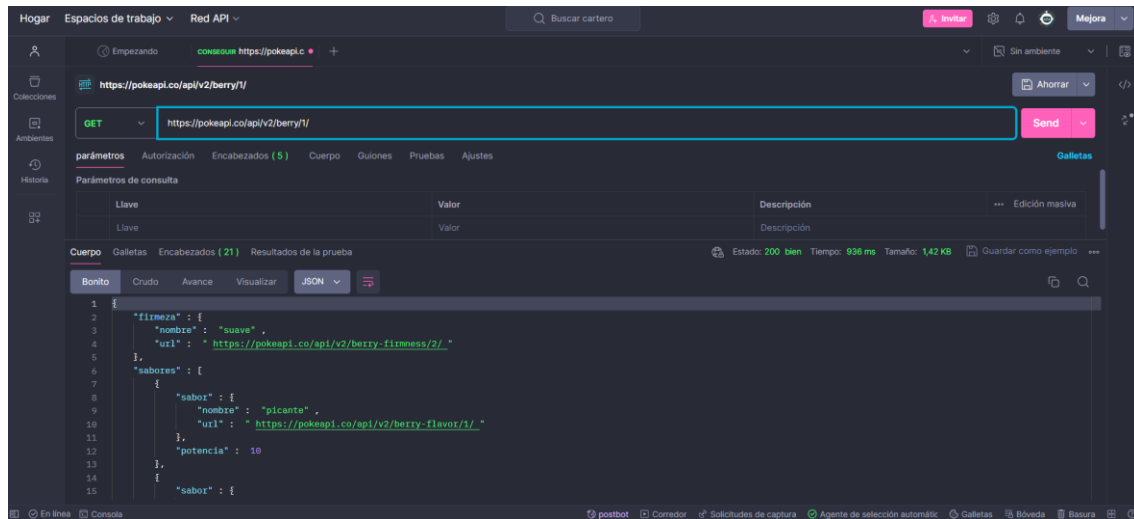 Hogar Espacios de trabajo Red API Buscar cartero Invitar Mejora
Empezando CONSEGUIR https://pokeapi.c + Sin ambiente
Colecciones
Ambientes
Historia
HTTP https://pokeapi.co/api/v2/berry/1/ Ahorrar
GET https://pokeapi.co/api/v2/berry/1/ Send
parámetros Autorización Encabezados ( 5 ) Cuerpo Guiones Pruebas Ajustes Galletas
Parámetros de consulta
Llave Valor Descripción ... Edición masiva
Llave Valor Descripción
Cuerpo Galletas Encabezados ( 21 ) Resultados de la prueba Estado: 200 bien Tiempo: 936 ms Tamaño: 1,42 KB Guardar como ejemplo ...
Bonito Crudo Avance Visualizar JSON
1 {
2 "firmeza" : {
3 "nombre" : "suave" ,
4 "url" : " https://pokeapi.co/api/v2/berry-firmness/2/ "
5 },
6 "sabores" : [
7 {
8 "sabor" : {
9 "nombre" : "picante" ,
10 "url" : " https://pokeapi.co/api/v2/berry-flavor/1/ "
11 },
12 "potencia" : 10
13 },
14 {
15 "sabor" : {
En línea Consola postbot Corredor Solicitudes de captura Agente de selección automátic Galletas Bóveda Basura